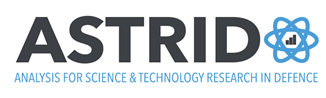 ASTRID
ANALYSIS FOR SCIENCE & TECHNOLOGY RESEARCH IN DEFENCE